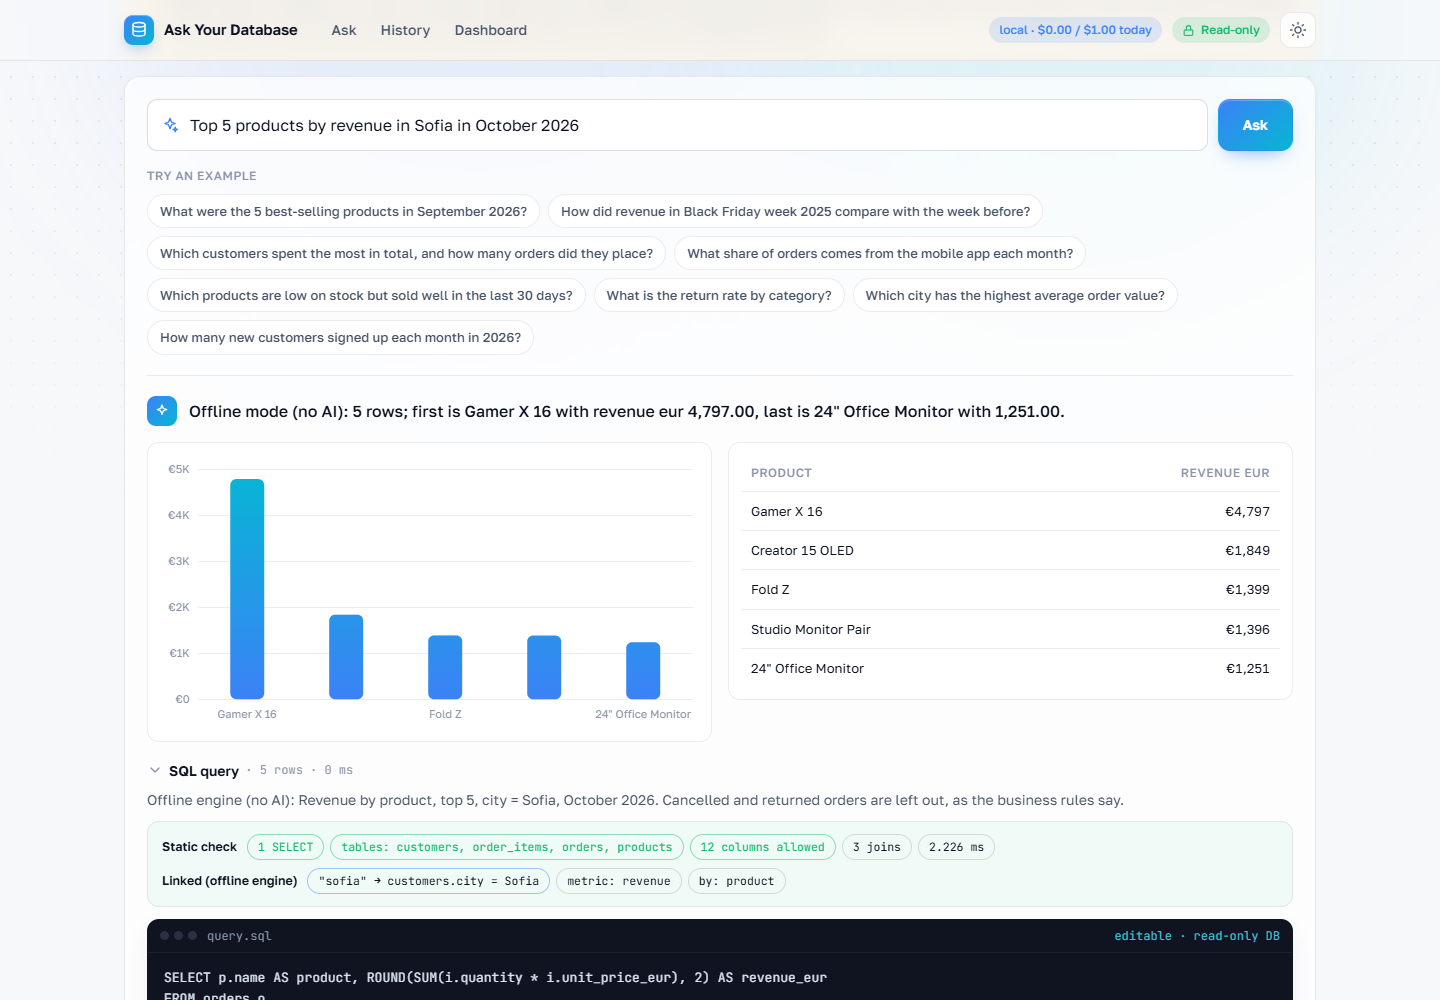 Ask Your Database
Ask
History
Dashboard
local · $0.00 / $1.00 today
Read-only
Top 5 products by revenue in Sofia in October 2026
Ask
TRY AN EXAMPLE
What were the 5 best-selling products in September 2026?
How did revenue in Black Friday week 2025 compare with the week before?
Which customers spent the most in total, and how many orders did they place?
What share of orders comes from the mobile app each month?
Which products are low on stock but sold well in the last 30 days?
What is the return rate by category?
Which city has the highest average order value?
How many new customers signed up each month in 2026?
Offline mode (no AI): 5 rows; first is Gamer X 16 with revenue eur 4,797.00, last is 24" Office Monitor with 1,251.00.
€5K
€4K
€3K
€2K
€1K
€0
Gamer X 16
Fold Z
24" Office Monitor
PRODUCT REVENUE EUR
Gamer X 16 €4,797
Creator 15 OLED €1,849
Fold Z €1,399
Studio Monitor Pair €1,396
24" Office Monitor €1,251
SQL query · 5 rows · 0 ms
Offline engine (no AI): Revenue by product, top 5, city = Sofia, October 2026. Cancelled and returned orders are left out, as the business rules say.
Static check 1 SELECT tables: customers, order_items, orders, products 12 columns allowed 3 joins 2.226 ms
Linked (offline engine) "sofia" → customers.city = Sofia metric: revenue by: product
query.sql
editable · read-only DB
SELECT p.name AS product, ROUND(SUM(i.quantity * i.unit_price_eur), 2) AS revenue_eur
FROM orders o